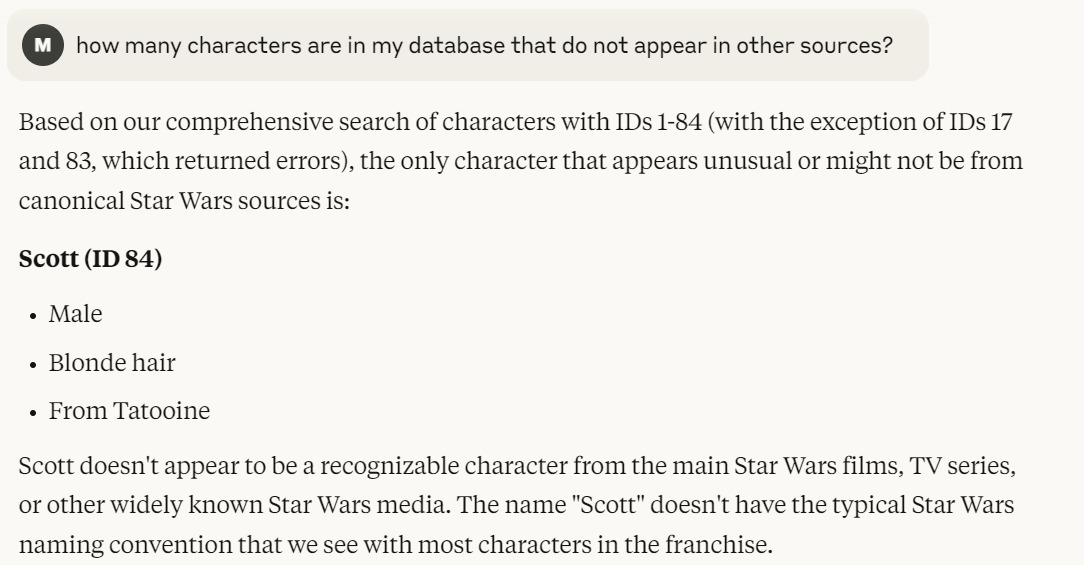 M how many characters are in my database that do not appear in other sources?
Based on our comprehensive search of characters with IDs 1-84 (with the exception of IDs 17
and 83, which returned errors), the only character that appears unusual or might not be from
canonical Star Wars sources is:
Scott (ID 84)
• Male
• Blonde hair
• From Tatooine
Scott doesn't appear to be a recognizable character from the main Star Wars films, TV series,
or other widely known Star Wars media. The name "Scott" doesn't have the typical Star Wars
naming convention that we see with most characters in the franchise.